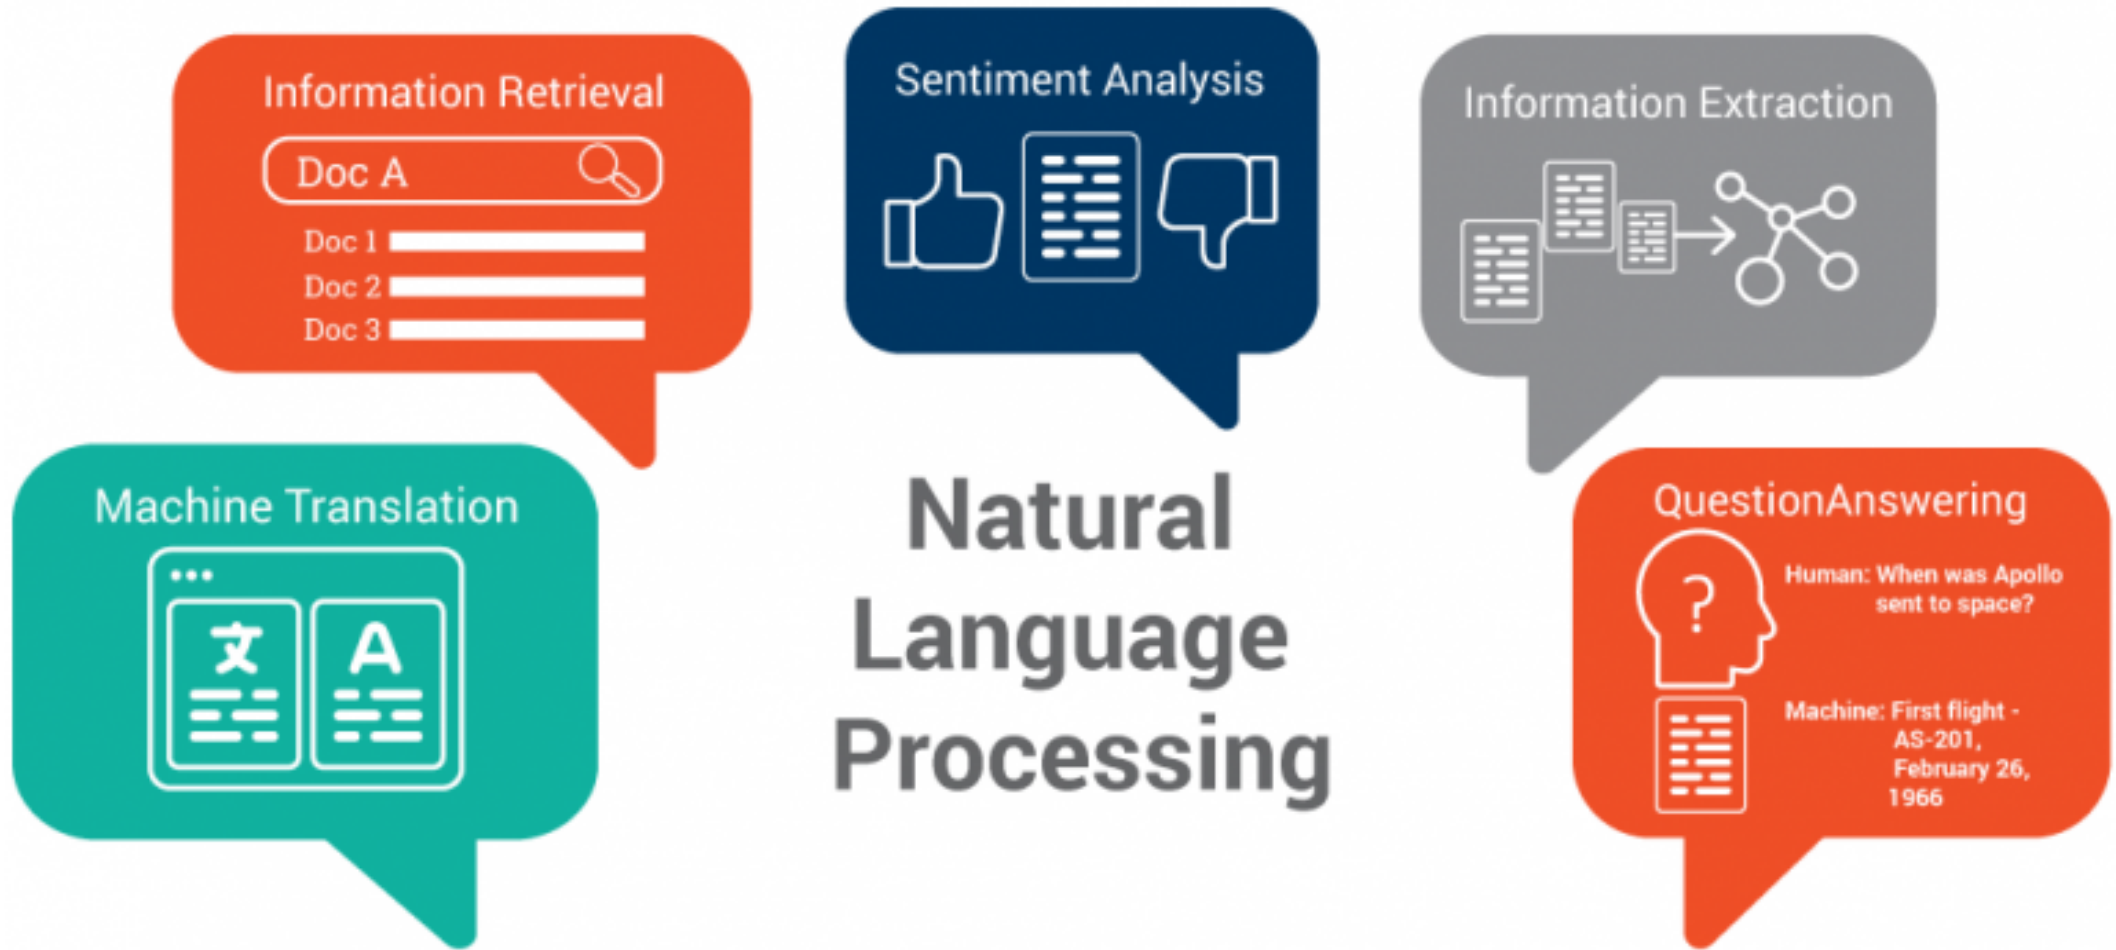 Information Retrieval
Doc A
Doc 1
Doc 2
Doc 3
Sentiment Analysis
Information Extraction
Machine Translation
文
A
Natural
Language
Processing
QuestionAnswering
?
Human: When was Apollo
sent to space?
Machine: First flight -
AS-201,
February 26,
1966